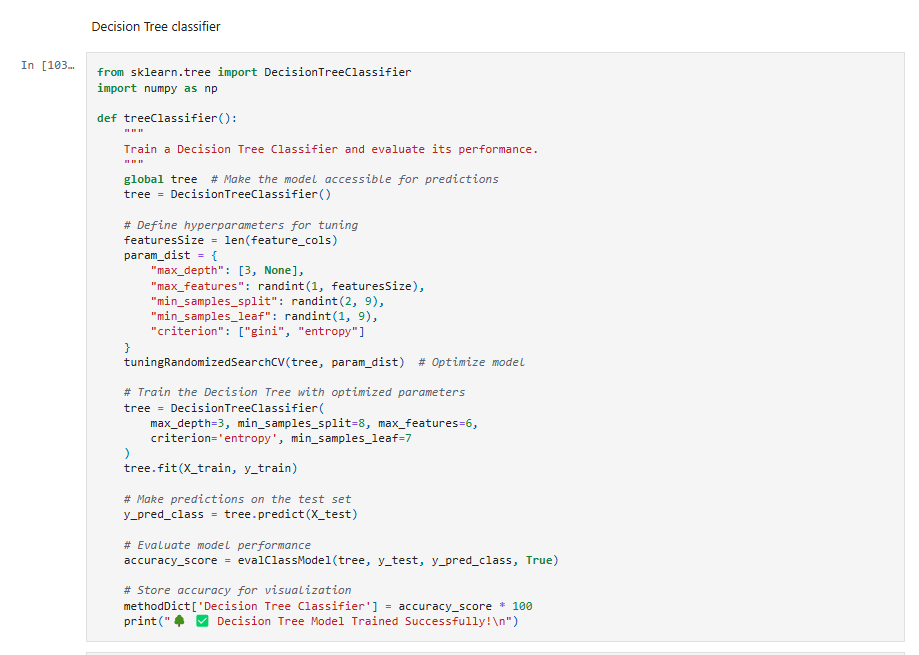 Decision Tree classifier
In [103…
from sklearn.tree import DecisionTreeClassifier
import numpy as np

def treeClassifier():
    """
    Train a Decision Tree Classifier and evaluate its performance.
    """
    global tree  # Make the model accessible for predictions
    tree = DecisionTreeClassifier()

    # Define hyperparameters for tuning
    featuresSize = len(feature_cols)
    param_dist = {
        "max_depth": [3, None],
        "max_features": randint(1, featuresSize),
        "min_samples_split": randint(2, 9),
        "min_samples_leaf": randint(1, 9),
        "criterion": ["gini", "entropy"]
    }
    tuningRandomizedSearchCV(tree, param_dist)  # Optimize model

    # Train the Decision Tree with optimized parameters
    tree = DecisionTreeClassifier(
        max_depth=3, min_samples_split=8, max_features=6,
        criterion='entropy', min_samples_leaf=7
    )
    tree.fit(X_train, y_train)

    # Make predictions on the test set
    y_pred_class = tree.predict(X_test)

    # Evaluate model performance
    accuracy_score = evalClassModel(tree, y_test, y_pred_class, True)

    # Store accuracy for visualization
    methodDict['Decision Tree Classifier'] = accuracy_score * 100
    print("🌳 ✅ Decision Tree Model Trained Successfully!\n")